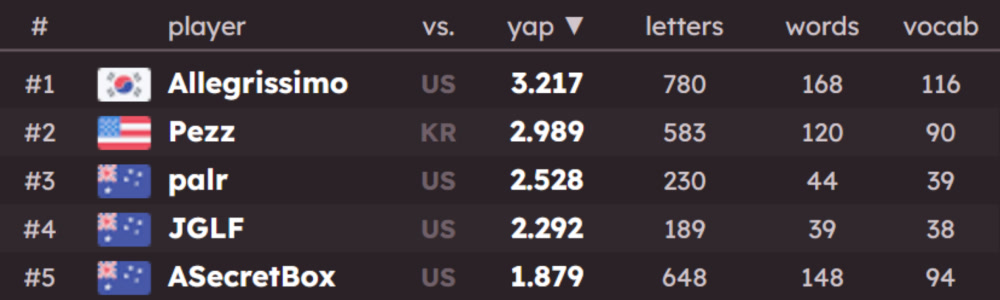 # player vs. yap ▼ letters words vocab
#1 Allegrissimo US 3.217 780 168 116
#2 Pezz KR 2.989 583 120 90
#3 palr US 2.528 230 44 39
#4 JGLF US 2.292 189 39 38
#5 ASecretBox US 1.879 648 148 94